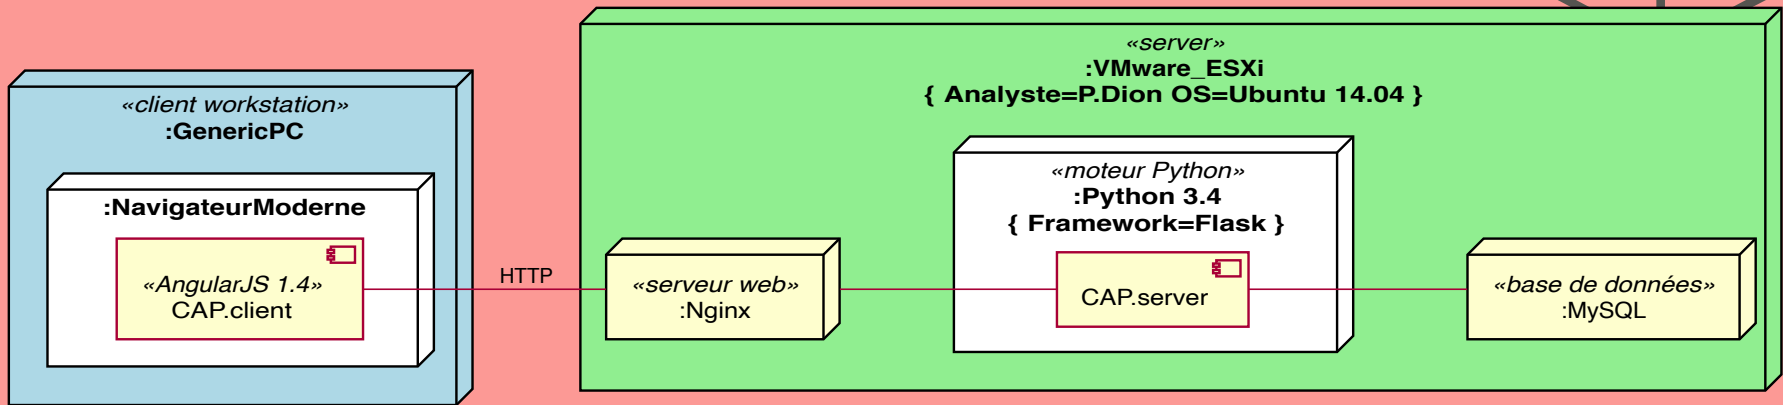 «client workstation»
:GenericPC
:NavigateurModerne
«AngularJS 1.4»
CAP.client
HTTP
«server»
:VMware_ESXi
{ Analyste=P.Dion OS=Ubuntu 14.04 }
«serveur web»
:Nginx
«moteur Python»
:Python 3.4
{ Framework=Flask }
CAP.server
«base de données»
:MySQL